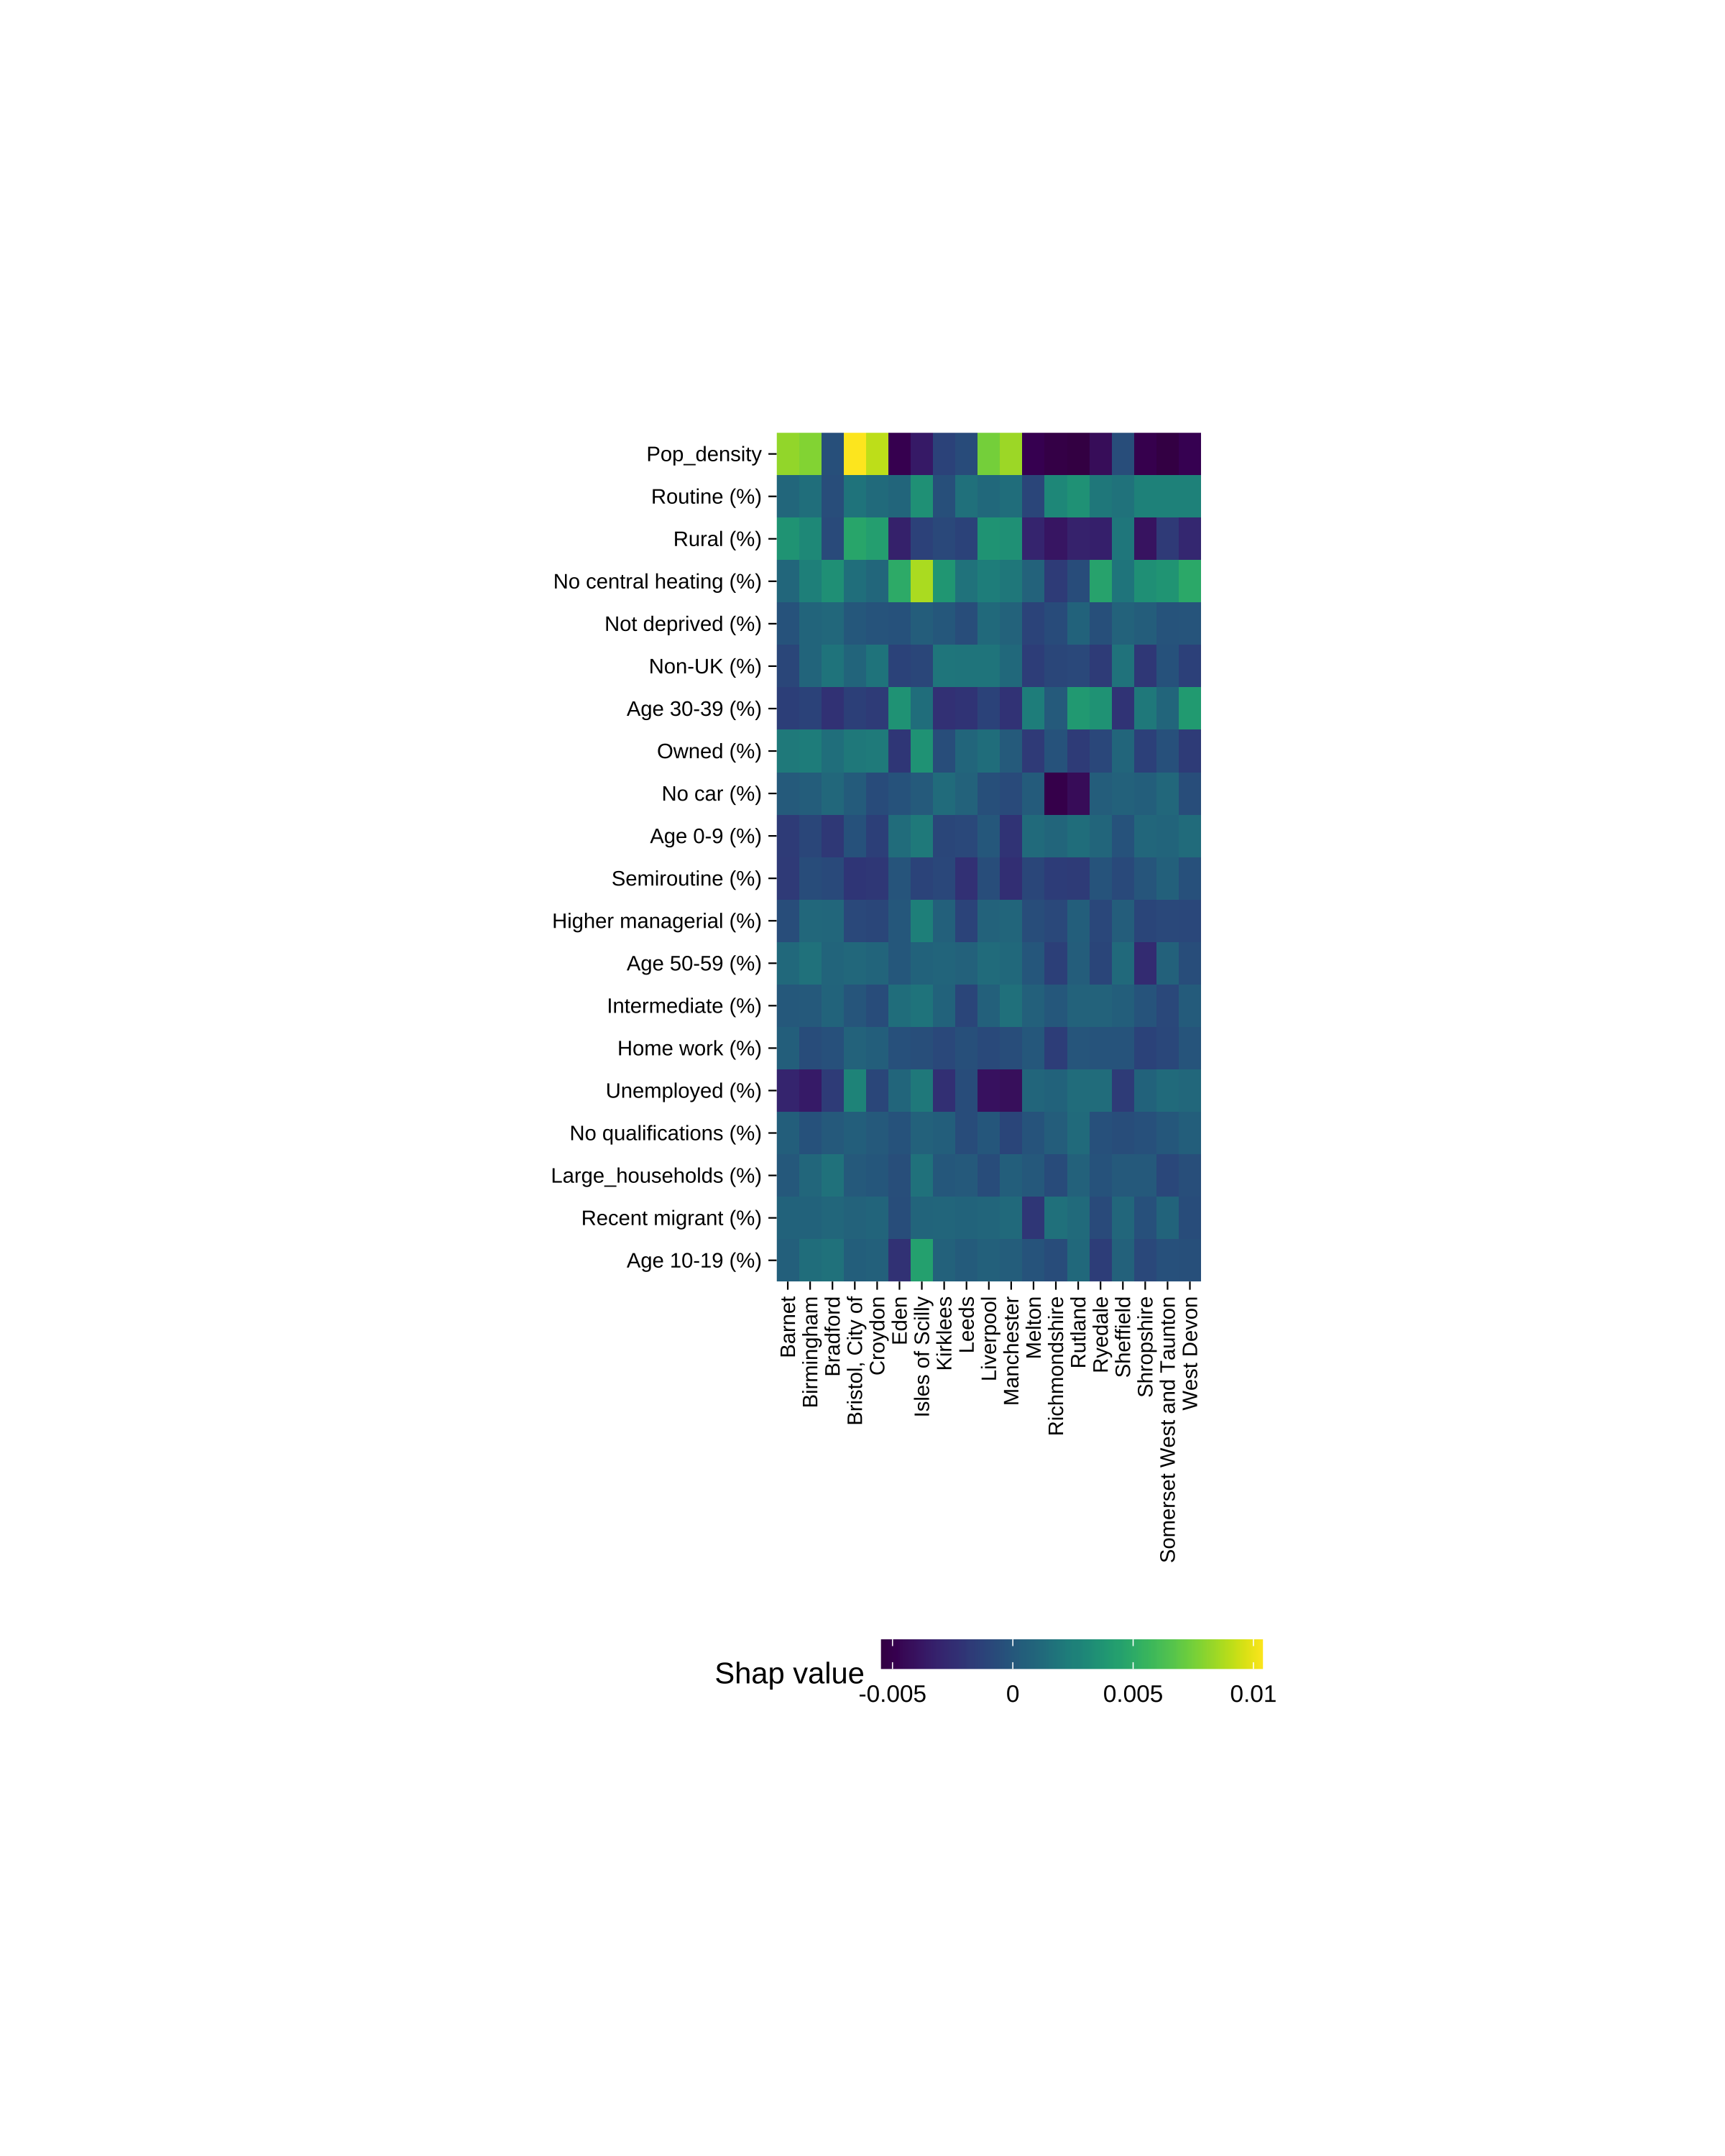 Pop_density
Routine (%)
Rural (%)
No central heating (%)
Not deprived (%)
Non-UK (%)
Age 30-39 (%)
Owned (%)
No car (%)
Age 0-9 (%)
Semiroutine (%)
Higher managerial (%)
Age 50-59 (%)
Intermediate (%)
Home work (%)
Unemployed (%)
No qualifications (%)
Large_households (%)
Recent migrant (%)
Age 10-19 (%)
Barnet
Birmingham
Bradford
Bristol, City of
Croydon
Eden
Isles of Scilly
Kirklees
Leeds
Liverpool
Manchester
Melton
Richmondshire
Rutland
Ryedale
Sheffield
Shropshire
Somerset West and Taunton
West Devon
Shap value
-0.005 0 0.005 0.01